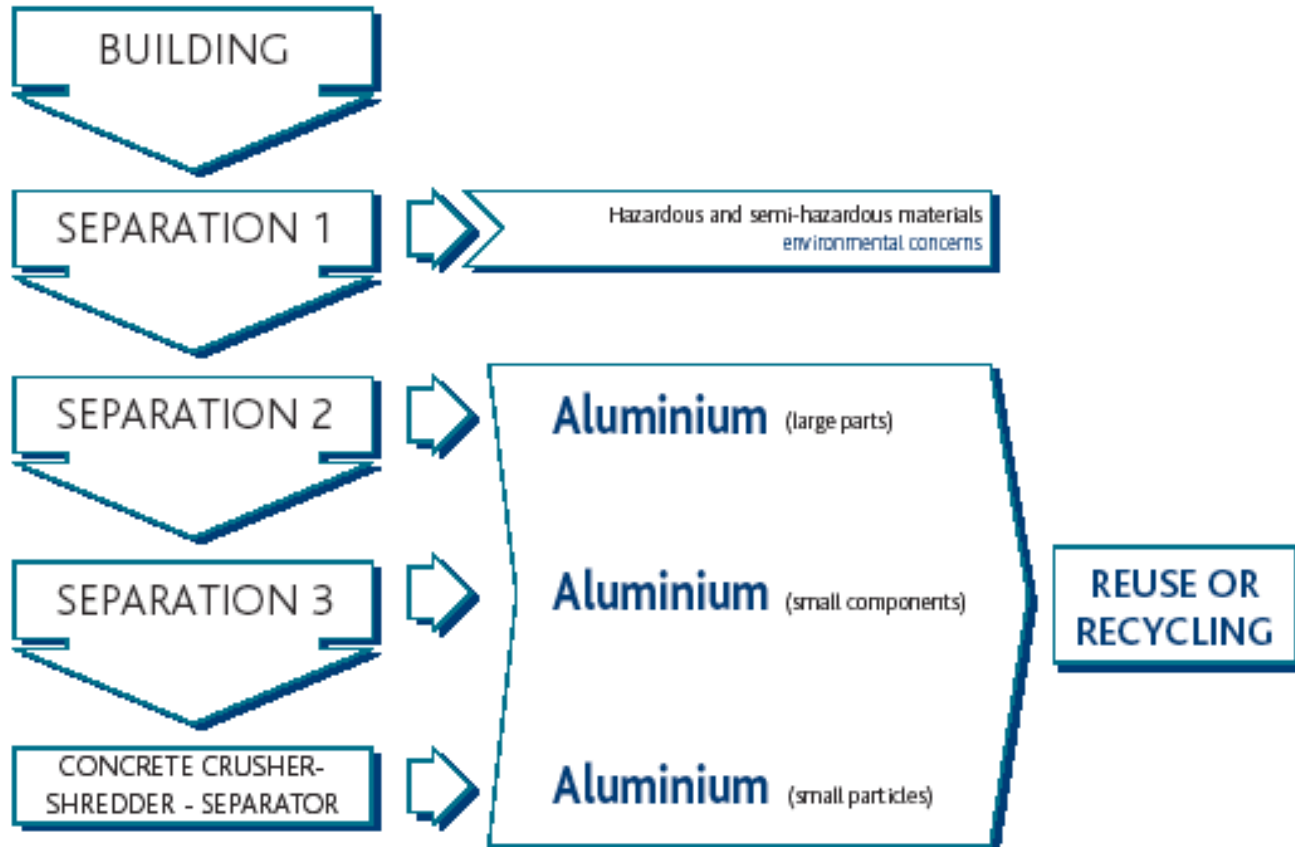 BUILDING
SEPARATION 1
Hazardous and semi-hazardous materials
environmental concerns
SEPARATION 2
Aluminium (large parts)
SEPARATION 3
Aluminium (small components)
REUSE OR
RECYCLING
CONCRETE CRUSHER-
SHREDDER - SEPARATOR
Aluminium (small particles)